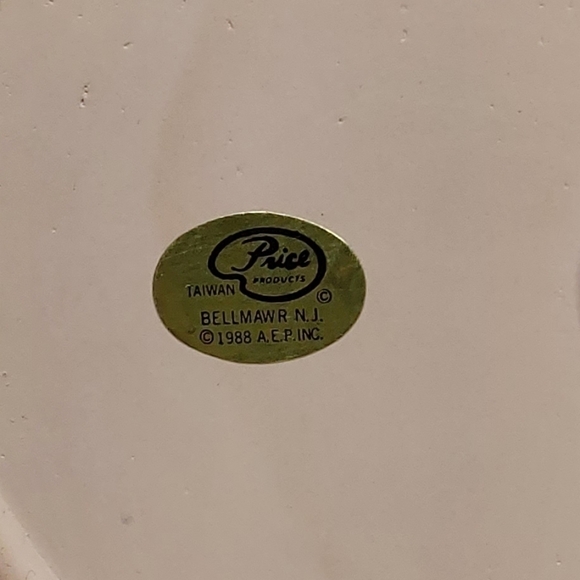 Price
PRODUCTS
TAIWAN ©
BELLMAWR N.J.
© 1988 A.E.P. INC.